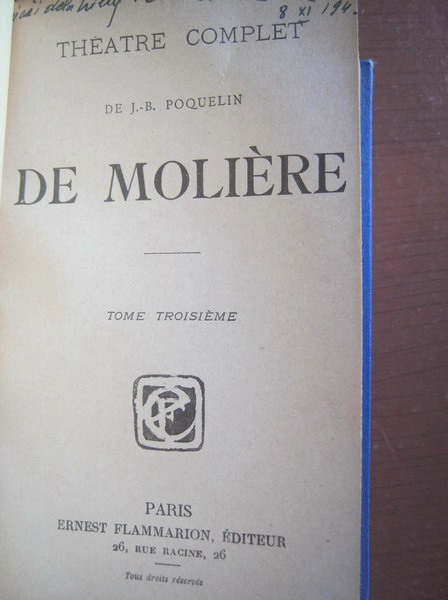 8 XI 194
THÉATRE COMPLET
DE J.-B. POQUELIN
DE MOLIÈRE
TOME TROISIÈME
PARIS
ERNEST FLAMMARION, ÉDITEUR
26, RUE RACINE, 26
Tous droits réservés